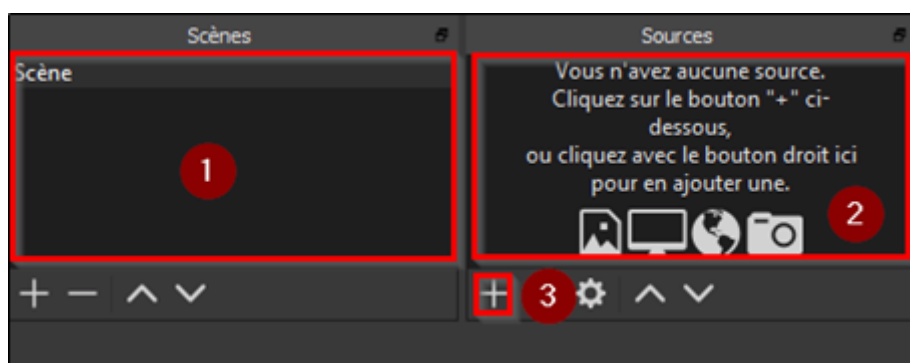 Scènes
Sources
Scène
1
Vous n'avez aucune source.
Cliquez sur le bouton "+" ci-
dessous,
ou cliquez avec le bouton droit ici
pour en ajouter une.
2
3